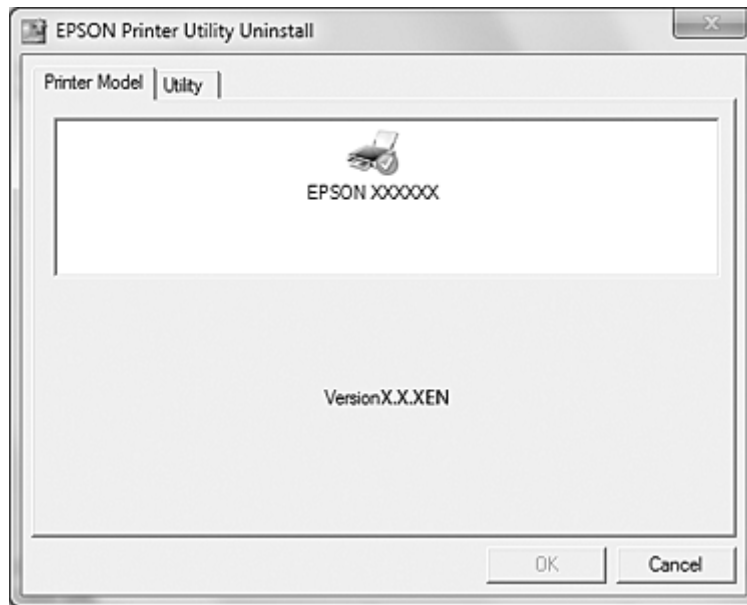 EPSON Printer Utility Uninstall
Printer Model
Utility
EPSON XXXXXX
VersionX.X.XEN
OK
Cancel